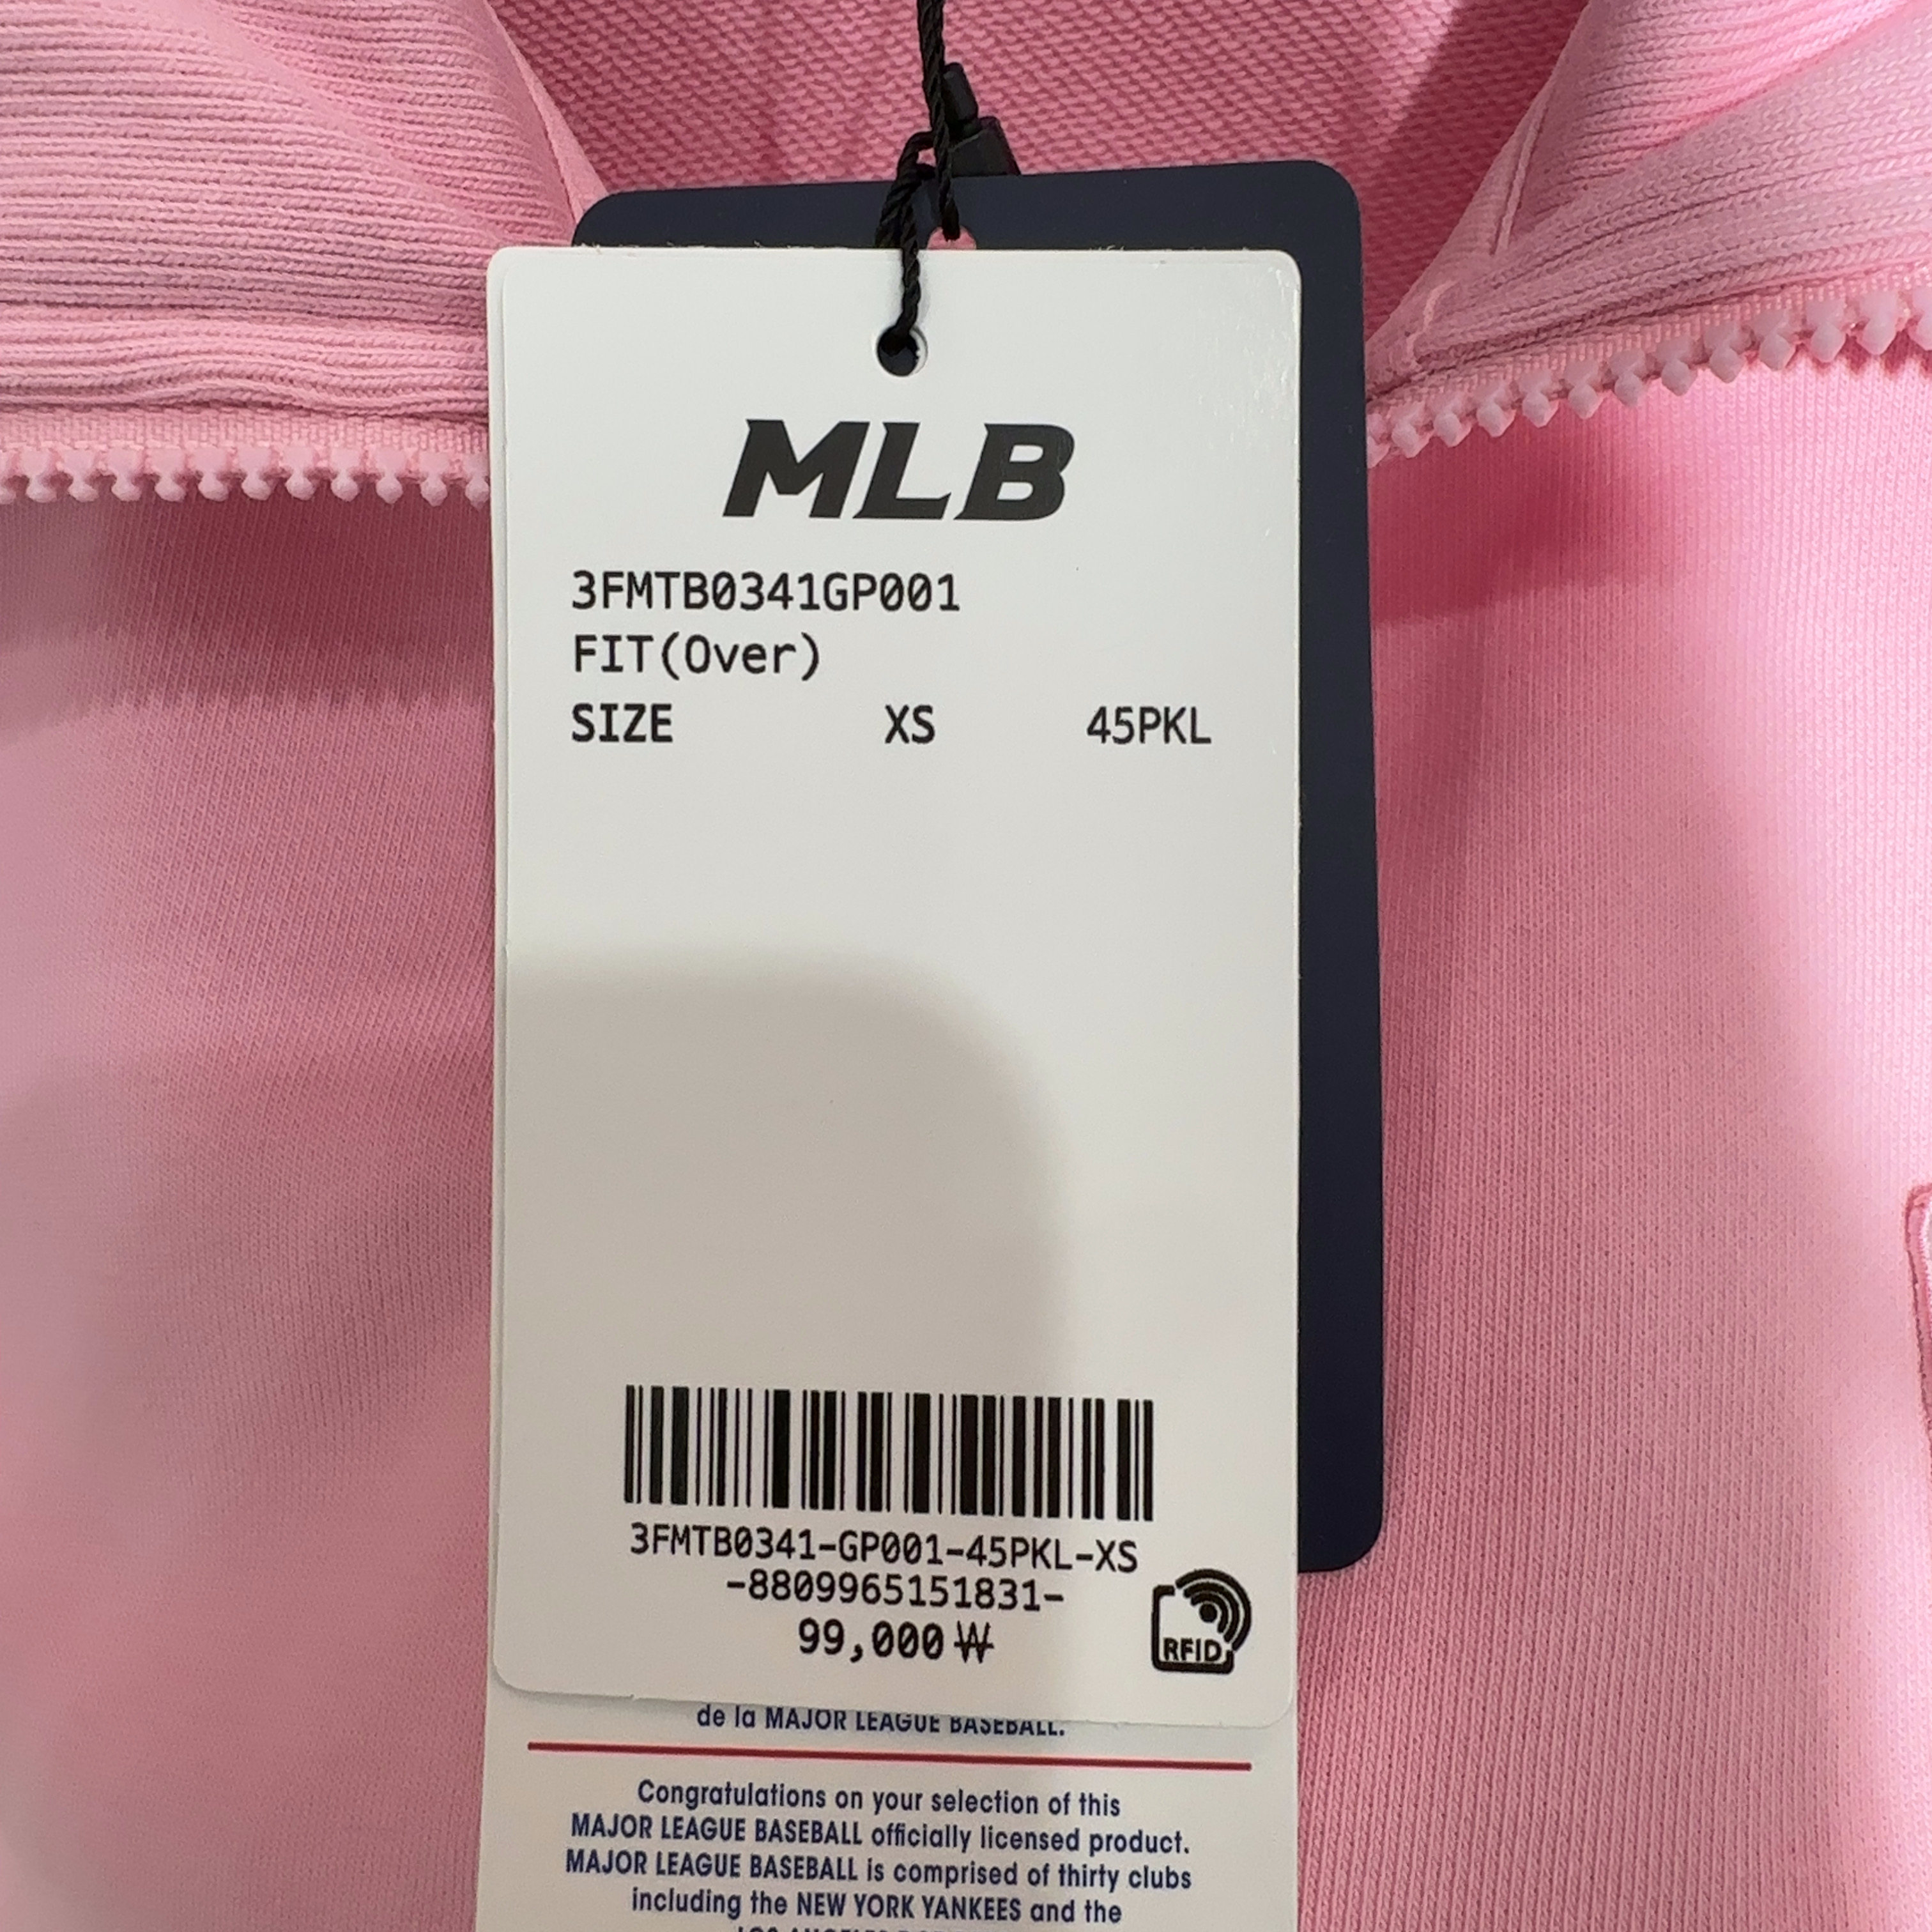 MLB
3FMTB0341GP001
FIT(Over)
SIZE XS 45PKL
3FMTB0341-GP001-45PKL-XS
-8809965151831-
99,000₩
RFID
de la MAJOR LEAGUE BASEBALL.
Congratulations on your selection of this
MAJOR LEAGUE BASEBALL officially licensed product.
MAJOR LEAGUE BASEBALL is comprised of thirty clubs
including the NEW YORK YANKEES and the